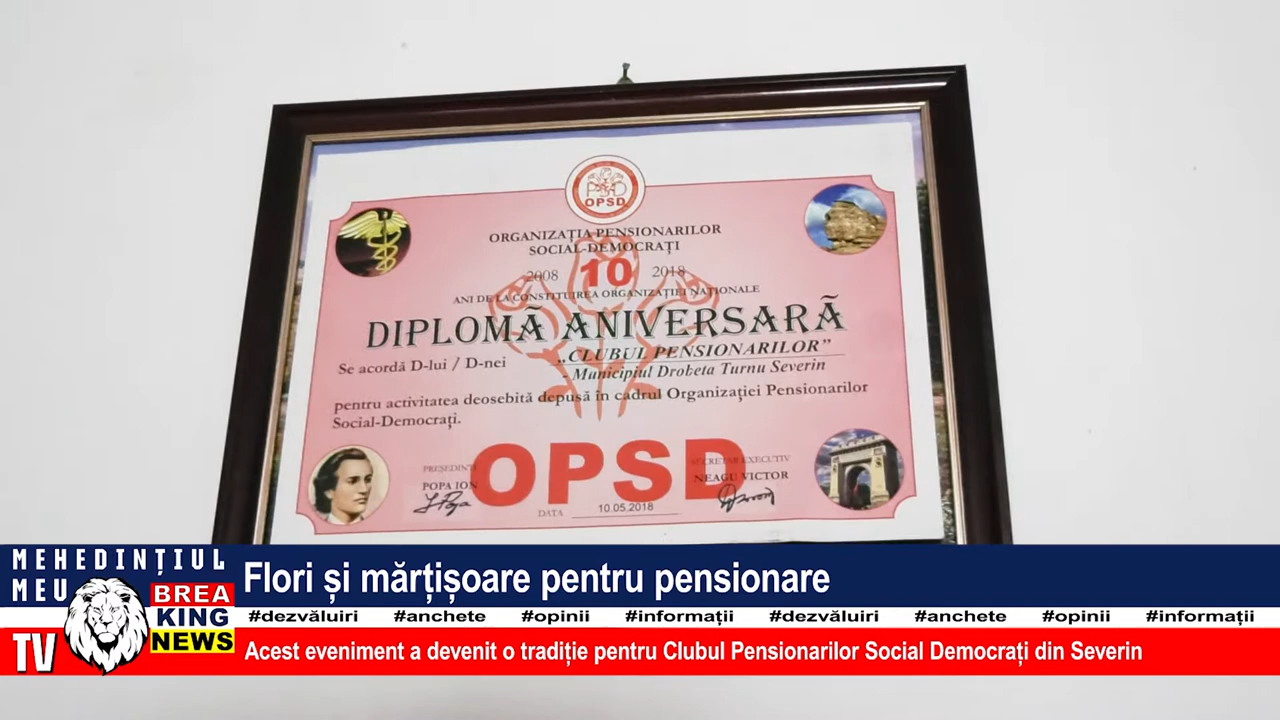 PSD
OPSD
ORGANIZAȚIA PENSIONARILOR
SOCIAL-DEMOCRAȚI
2008 10 2018
ANI DE LA CONSTITUIREA ORGANIZAȚIEI NAȚIONALE
DIPLOMĂ ANIVERSARĂ
Se acordă D-lui / D-nei „CLUBUL PENSIONARILOR”
- Municipiul Drobeta Turnu Severin
pentru activitatea deosebită depusă în cadrul Organizației Pensionarilor
Social-Democrați.
OPSD
PREȘEDINTE
POPA ION
SECRETAR EXECUTIV
NEAGU VICTOR
DATA 10.05.2018
MEHEDINȚIUL
MEU
TV
BREA
KING
NEWS
Flori și mărțișoare pentru pensionare
#dezvăluiri #anchete #opinii #informații #dezvăluiri #anchete #opinii #informații
Acest eveniment a devenit o tradiție pentru Clubul Pensionarilor Social Democrați din Severin